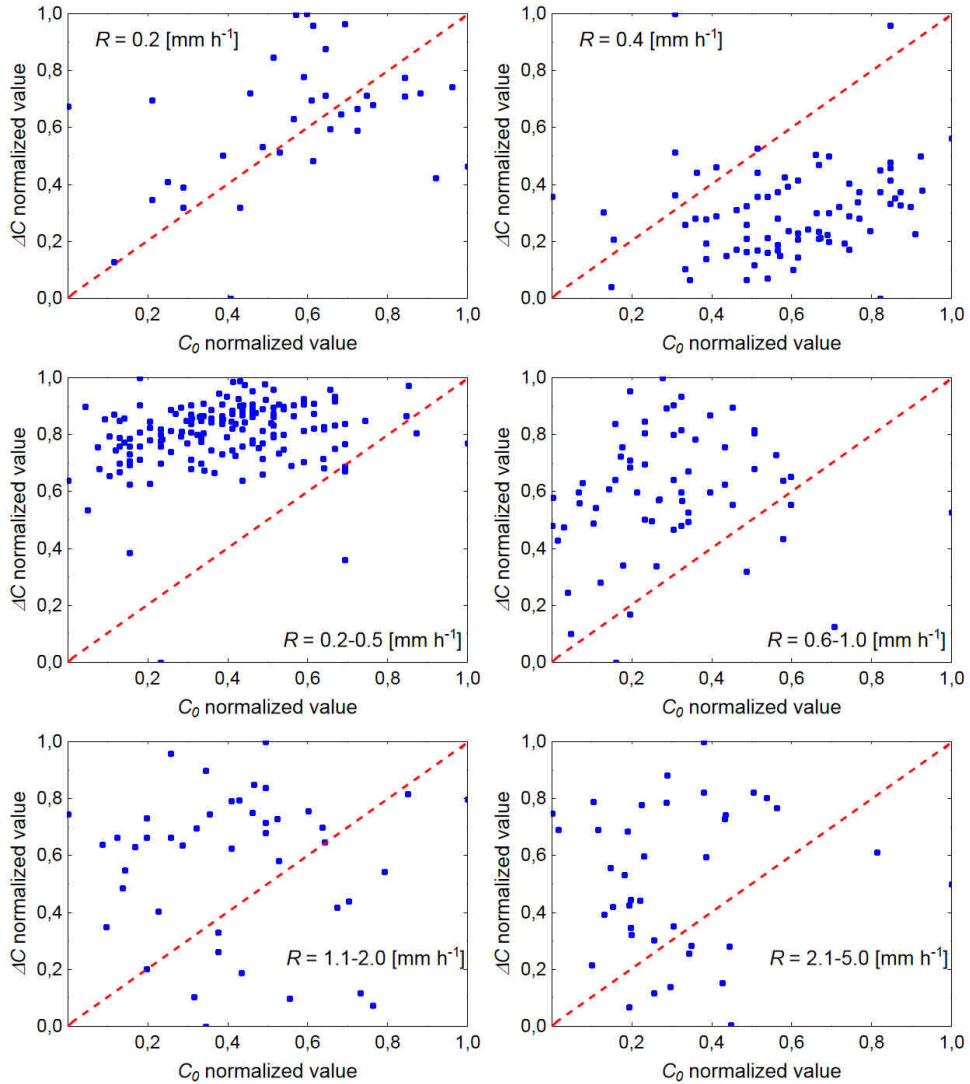 R = 0.2 [mm h⁻¹]
1,0
0,8
0,6
0,4
0,2
0,0
ΔC normalized value
0,2 0,4 0,6 0,8 1,0
C₀ normalized value
R = 0.4 [mm h⁻¹]
1,0
0,8
0,6
0,4
0,2
0,0
ΔC normalized value
0,2 0,4 0,6 0,8 1,0
C₀ normalized value
1,0
0,8
0,6
0,4
0,2
0,0
ΔC normalized value
R = 0.2-0.5 [mm h⁻¹]
0,2 0,4 0,6 0,8 1,0
C₀ normalized value
1,0
0,8
0,6
0,4
0,2
0,0
ΔC normalized value
R = 0.6-1.0 [mm h⁻¹]
0,2 0,4 0,6 0,8 1,0
C₀ normalized value
1,0
0,8
0,6
0,4
0,2
0,0
ΔC normalized value
R = 1.1-2.0 [mm h⁻¹]
0,2 0,4 0,6 0,8 1,0
C₀ normalized value
1,0
0,8
0,6
0,4
0,2
0,0
ΔC normalized value
R = 2.1-5.0 [mm h⁻¹]
0,2 0,4 0,6 0,8 1,0
C₀ normalized value